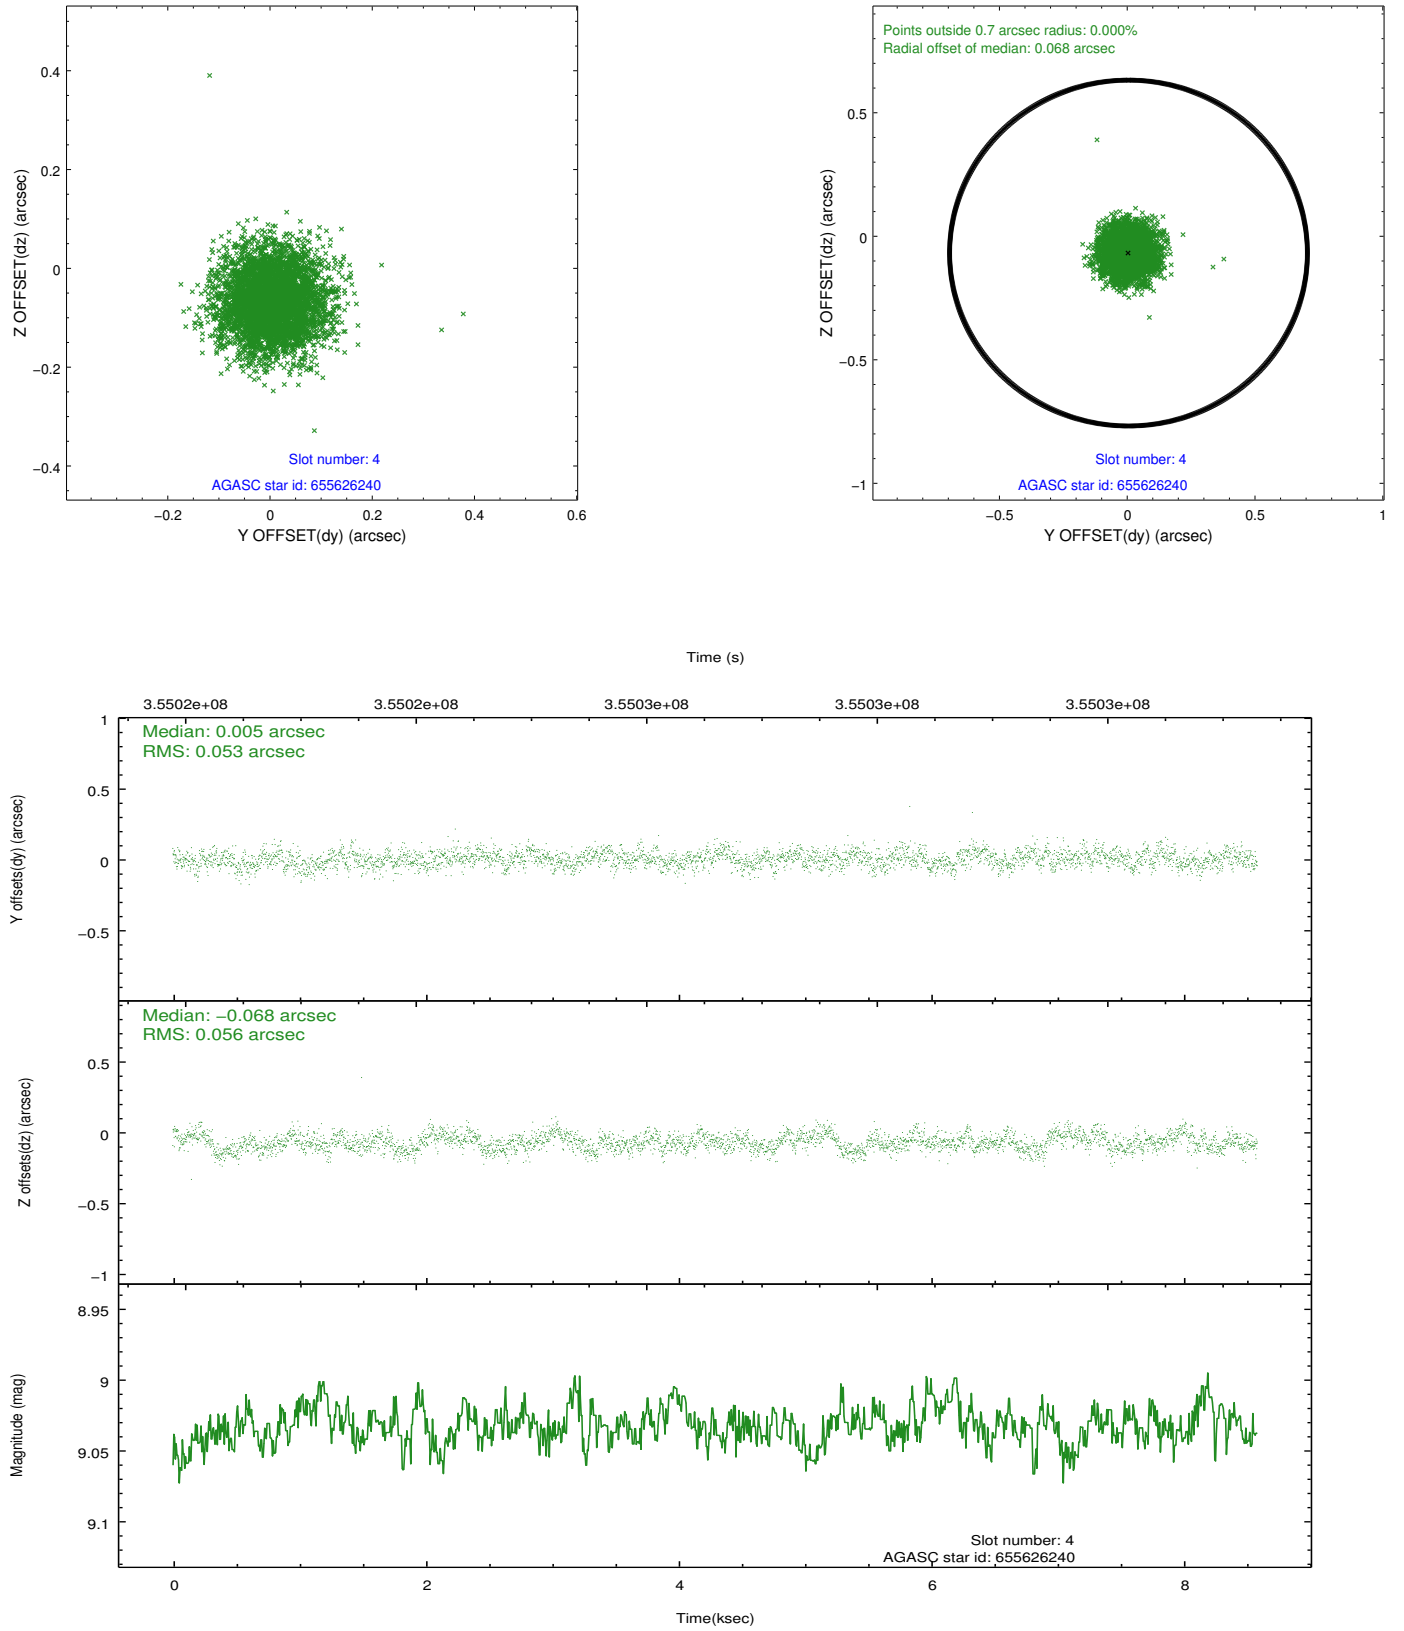 0.4
0.2
0
−0.2
−0.4
Z OFFSET(dz) (arcsec)
Slot number: 4
AGASC star id: 655626240
−0.2 0 0.2 0.4 0.6
Y OFFSET(dy) (arcsec)
Points outside 0.7 arcsec radius: 0.000%
Radial offset of median: 0.068 arcsec
0.5
0
−0.5
−1
Z OFFSET(dz) (arcsec)
Slot number: 4
AGASC star id: 655626240
−0.5 0 0.5 1
Y OFFSET(dy) (arcsec)
Time (s)
3.5502e+08 3.5502e+08 3.5503e+08 3.5503e+08 3.5503e+08
Median: 0.005 arcsec
RMS: 0.053 arcsec
1
0.5
0
−0.5
Y offsets(dy) (arcsec)
Median: −0.068 arcsec
RMS: 0.056 arcsec
0.5
0
−0.5
−1
Z offsets(dz) (arcsec)
8.95
9
9.05
9.1
Magnitude (mag)
Slot number: 4
AGASC star id: 655626240
0 2 4 6 8
Time(ksec)